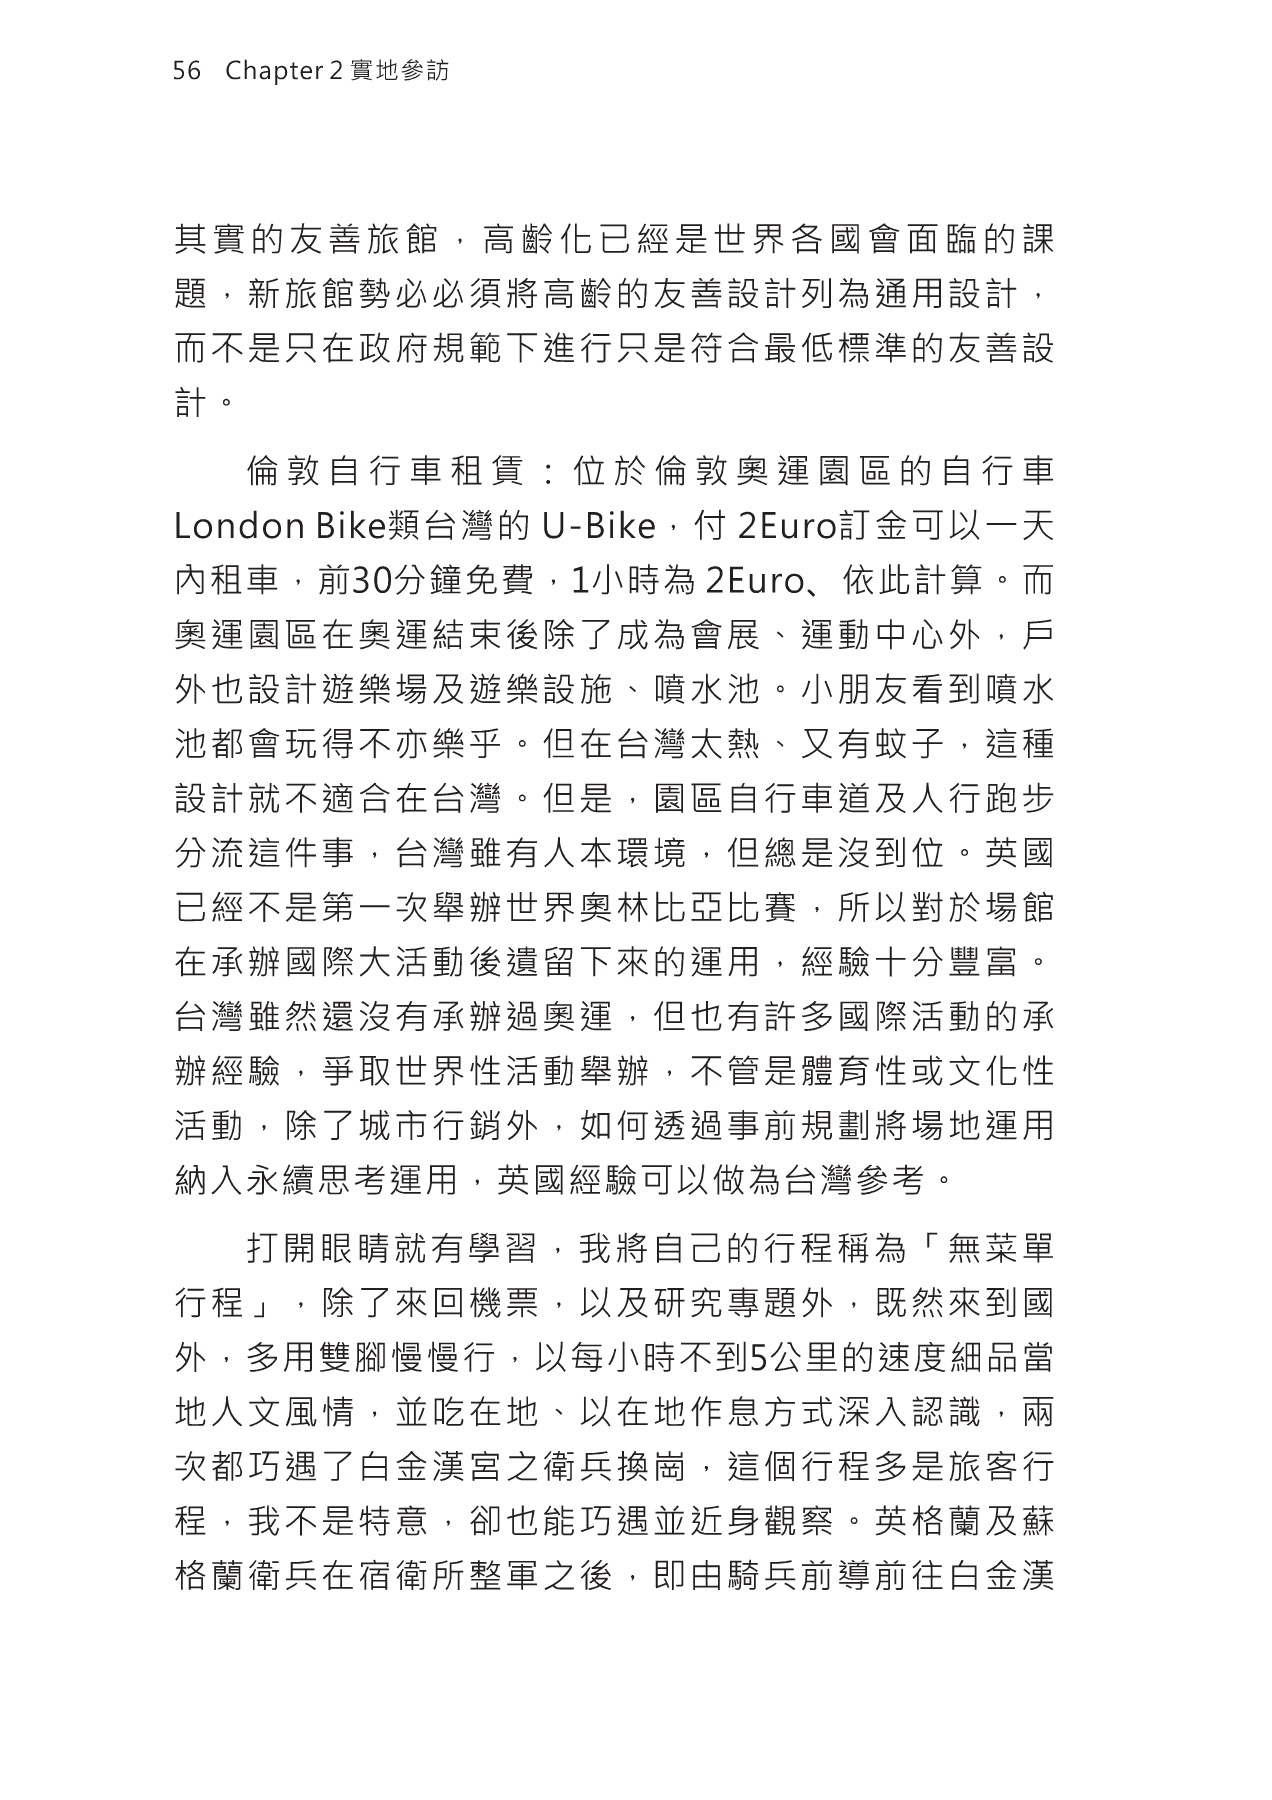 56 Chapter 2 實地參訪
其實的友善旅館，高齡化已經是世界各國會面臨的課
題，新旅館勢必必須將高齡的友善設計列為通用設計，
而不是只在政府規範下進行只是符合最低標準的友善設
計。
倫敦自行車租賃：位於倫敦奧運園區的自行車
London Bike類台灣的 U-Bike，付 2Euro訂金可以一天
內租車，前30分鐘免費，1小時為 2Euro、依此計算。而
奧運園區在奧運結束後除了成為會展、運動中心外，戶
外也設計遊樂場及遊樂設施、噴水池。小朋友看到噴水
池都會玩得不亦樂乎。但在台灣太熱、又有蚊子，這種
設計就不適合在台灣。但是，園區自行車道及人行跑步
分流這件事，台灣雖有人本環境，但總是沒到位。英國
已經不是第一次舉辦世界奧林比亞比賽，所以對於場館
在承辦國際大活動後遺留下來的運用，經驗十分豐富。
台灣雖然還沒有承辦過奧運，但也有許多國際活動的承
辦經驗，爭取世界性活動舉辦，不管是體育性或文化性
活動，除了城市行銷外，如何透過事前規劃將場地運用
納入永續思考運用，英國經驗可以做為台灣參考。
打開眼睛就有學習，我將自己的行程稱為「無菜單
行程」，除了來回機票，以及研究專題外，既然來到國
外，多用雙腳慢慢行，以每小時不到5公里的速度細品當
地人文風情，並吃在地、以在地作息方式深入認識，兩
次都巧遇了白金漢宮之衛兵換崗，這個行程多是旅客行
程，我不是特意，卻也能巧遇並近身觀察。英格蘭及蘇
格蘭衛兵在宿衛所整軍之後，即由騎兵前導前往白金漢